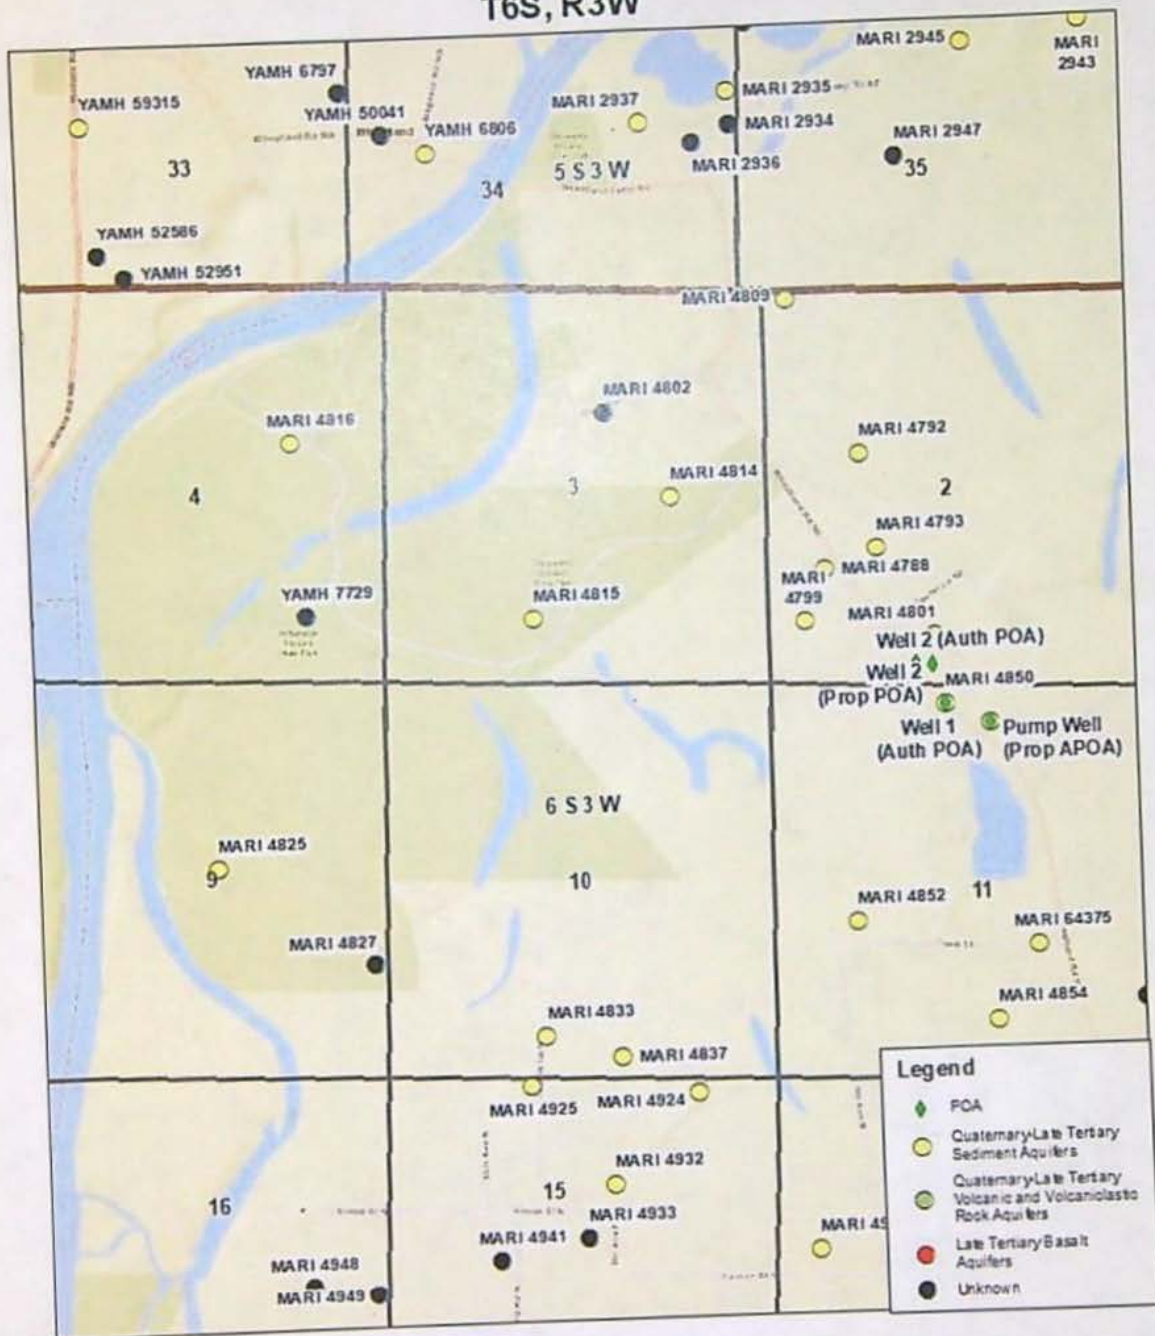 T6S, R3W
MARI 2945
MARI
2943
YAMH 6797
YAMH 59315
YAMH 50041
YAMH 6806
MARI 2937
MARI 2935
MARI 2934
MARI 2936
MARI 2947
33
34
5 S 3 W
35
YAMH 52586
YAMH 52951
MARI 4809
MARI 4802
MARI 4816
MARI 4792
MARI 4814
4
3
2
MARI 4793
MARI 4788
MARI
4799
YAMH 7729
MARI 4815
MARI 4801
Well 2 (Auth POA)
Well 2
(Prop POA)
MARI 4850
Well 1
(Auth POA)
Pump Well
(Prop APOA)
6 S 3 W
MARI 4825
9
10
11
MARI 4852
MARI 64375
MARI 4827
MARI 4854
MARI 4833
MARI 4837
MARI 4925
MARI 4924
MARI 4932
15
16
MARI 4933
MARI 4941
MARI 49
MARI 4948
MARI 4949
Legend
POA
Quaternary-Late Tertiary
Sediment Aquifers
Quaternary-Late Tertiary
Volcanic and Volcaniclastic
Rock Aquifers
Late Tertiary Basalt
Aquifers
Unknown